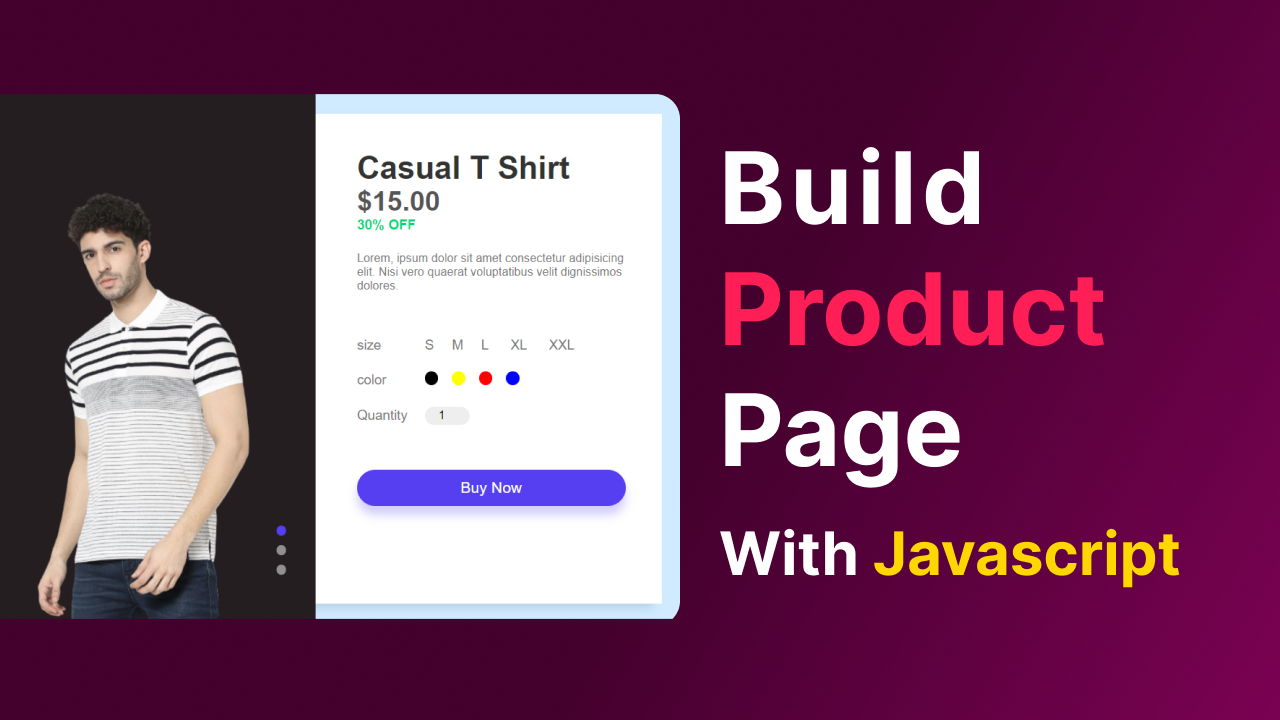 Casual T Shirt
$15.00
30% OFF
Lorem, ipsum dolor sit amet consectetur adipisicing
elit. Nisi vero quaerat voluptatibus velit dignissimos
dolores.
size S M L XL XXL
color
Quantity 1
Buy Now
Build
Product
Page
With Javascript